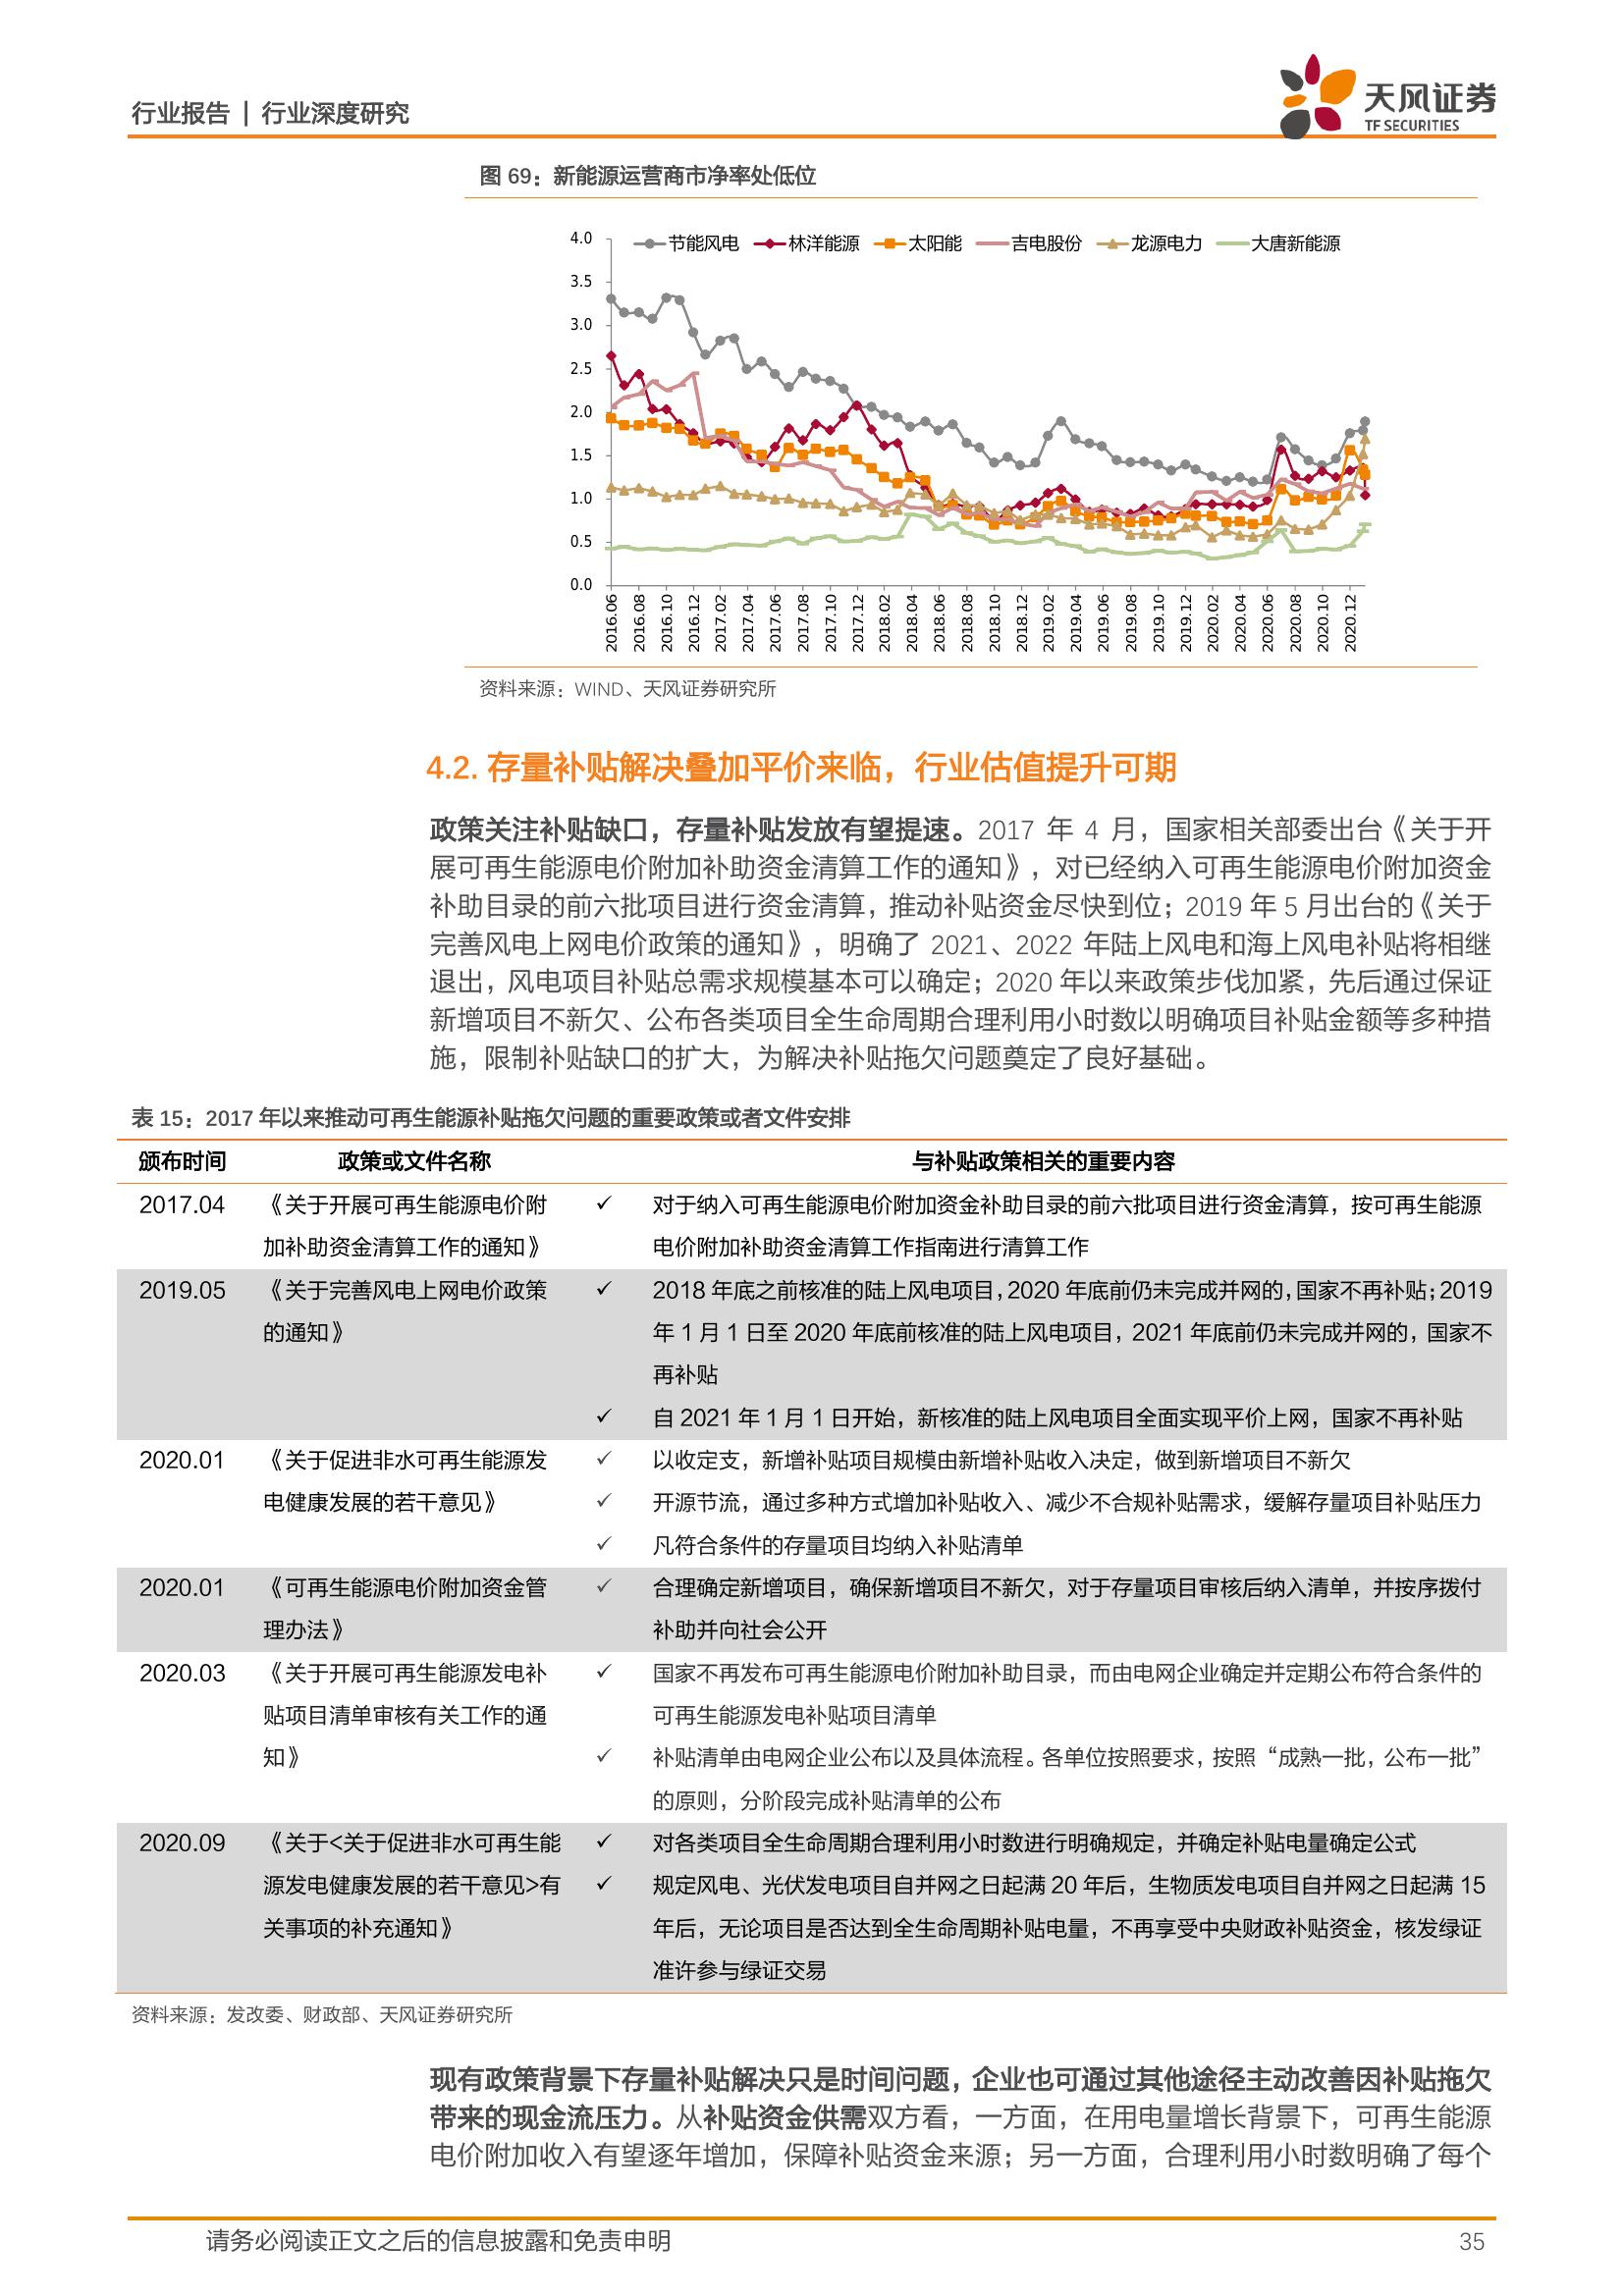 行业报告 | 行业深度研究
天风证券
TF SECURITIES
图 69：新能源运营商市净率处低位
节能风电 林洋能源 太阳能 吉电股份 龙源电力 大唐新能源
4.0
3.5
3.0
2.5
2.0
1.5
1.0
0.5
0.0
2016.06 2016.08 2016.10 2016.12 2017.02 2017.04 2017.06 2017.08 2017.10 2017.12 2018.02 2018.04 2018.06 2018.08 2018.10 2018.12 2019.02 2019.04 2019.06 2019.08 2019.10 2019.12 2020.02 2020.04 2020.06 2020.08 2020.10 2020.12
资料来源：WIND、天风证券研究所
4.2. 存量补贴解决叠加平价来临，行业估值提升可期
政策关注补贴缺口，存量补贴发放有望提速。2017 年 4 月，国家相关部委出台《关于开
展可再生能源电价附加补助资金清算工作的通知》，对已经纳入可再生能源电价附加资金
补助目录的前六批项目进行资金清算，推动补贴资金尽快到位；2019 年 5 月出台的《关于
完善风电上网电价政策的通知》，明确了 2021、2022 年陆上风电和海上风电补贴将相继
退出，风电项目补贴总需求规模基本可以确定；2020 年以来政策步伐加紧，先后通过保证
新增项目不新欠、公布各类项目全生命周期合理利用小时数以明确项目补贴金额等多种措
施，限制补贴缺口的扩大，为解决补贴拖欠问题奠定了良好基础。
表 15：2017 年以来推动可再生能源补贴拖欠问题的重要政策或者文件安排
颁布时间 政策或文件名称 与补贴政策相关的重要内容
2017.04 《关于开展可再生能源电价附 ✓ 对于纳入可再生能源电价附加资金补助目录的前六批项目进行资金清算，按可再生能源
加补助资金清算工作的通知》 电价附加补助资金清算工作指南进行清算工作
2019.05 《关于完善风电上网电价政策 ✓ 2018 年底之前核准的陆上风电项目，2020 年底前仍未完成并网的，国家不再补贴；2019
的通知》 年 1 月 1 日至 2020 年底前核准的陆上风电项目，2021 年底前仍未完成并网的，国家不
再补贴
✓ 自 2021 年 1 月 1 日开始，新核准的陆上风电项目全面实现平价上网，国家不再补贴
2020.01 《关于促进非水可再生能源发 ✓ 以收定支，新增补贴项目规模由新增补贴收入决定，做到新增项目不新欠
电健康发展的若干意见》 ✓ 开源节流，通过多种方式增加补贴收入、减少不合规补贴需求，缓解存量项目补贴压力
✓ 凡符合条件的存量项目均纳入补贴清单
2020.01 《可再生能源电价附加资金管 ✓ 合理确定新增项目，确保新增项目不新欠，对于存量项目审核后纳入清单，并按序拨付
理办法》 补助并向社会公开
2020.03 《关于开展可再生能源发电补 ✓ 国家不再发布可再生能源电价附加补助目录，而由电网企业确定并定期公布符合条件的
贴项目清单审核有关工作的通 可再生能源发电补贴项目清单
知》 ✓ 补贴清单由电网企业公布以及具体流程。各单位按照要求，按照“成熟一批，公布一批”
的原则，分阶段完成补贴清单的公布
2020.09 《关于<关于促进非水可再生能 ✓ 对各类项目全生命周期合理利用小时数进行明确规定，并确定补贴电量确定公式
源发电健康发展的若干意见>有 ✓ 规定风电、光伏发电项目自并网之日起满 20 年后，生物质发电项目自并网之日起满 15
关事项的补充通知》 年后，无论项目是否达到全生命周期补贴电量，不再享受中央财政补贴资金，核发绿证
准许参与绿证交易
资料来源：发改委、财政部、天风证券研究所
现有政策背景下存量补贴解决只是时间问题，企业也可通过其他途径主动改善因补贴拖欠
带来的现金流压力。从补贴资金供需双方看，一方面，在用电量增长背景下，可再生能源
电价附加收入有望逐年增加，保障补贴资金来源；另一方面，合理利用小时数明确了每个
请务必阅读正文之后的信息披露和免责申明 35